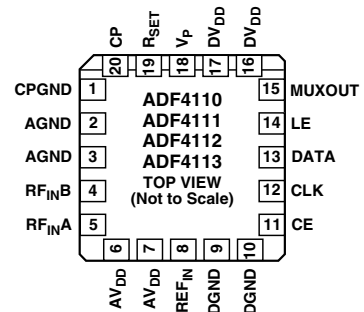 CP
RSET
VP
DVDD
DVDD
20
19
18
17
16
CPGND 1
AGND 2
AGND 3
RFINB 4
RFINA 5
ADF4110
ADF4111
ADF4112
ADF4113
TOP VIEW
(Not to Scale)
15 MUXOUT
14 LE
13 DATA
12 CLK
11 CE
6
7
8
9
10
AVDD
AVDD
REFIN
DGND
DGND